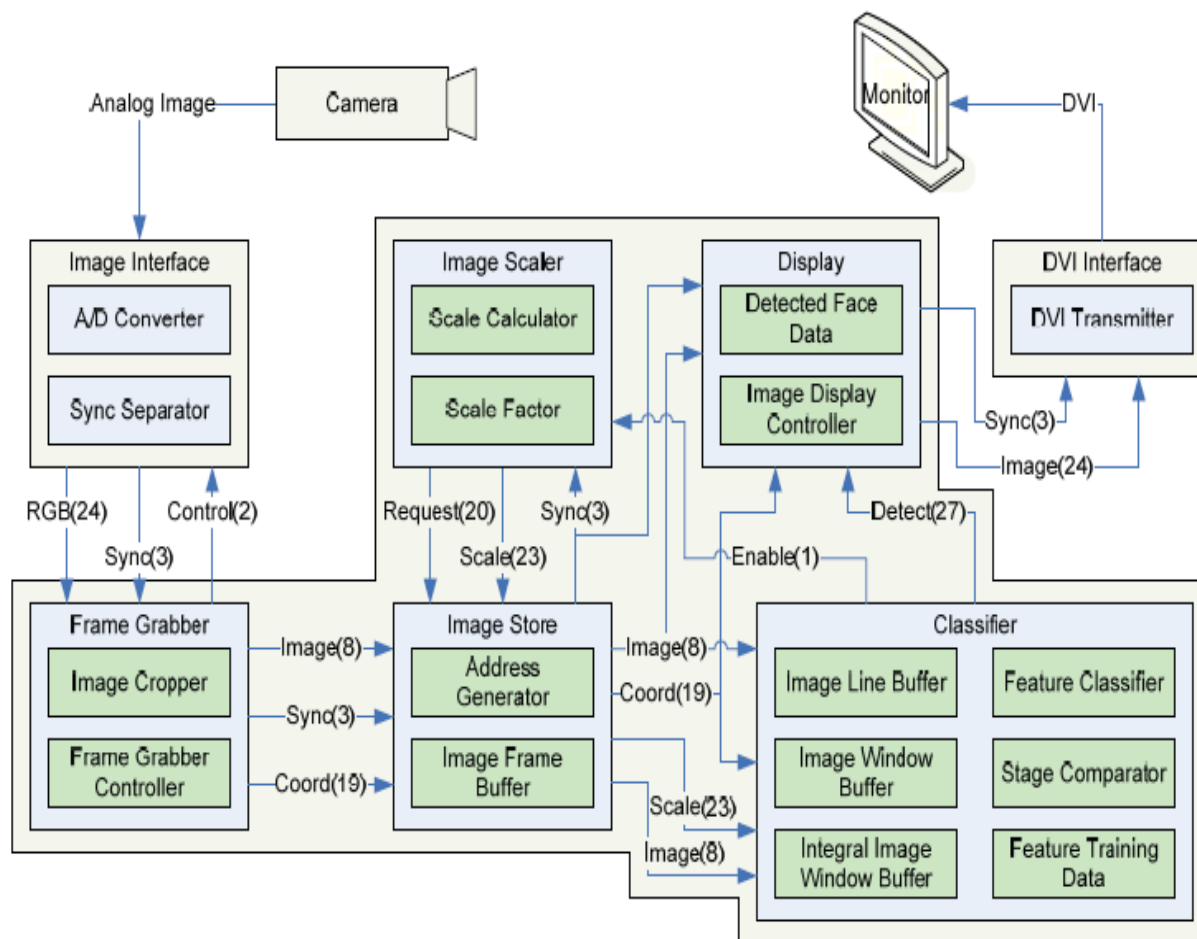 Analog Image
Camera
Monitor
DVI
Image Interface
A/D Converter
Sync Separator
Image Scaler
Scale Calculator
Scale Factor
Display
Detected Face
Data
Image Display
Controller
DVI Interface
DVI Transmitter
Sync(3)
Image(24)
RGB(24)
Control(2)
Sync(3)
Request(20)
Sync(3)
Scale(23)
Enable(1)
Detect(27)
Frame Grabber
Image Cropper
Frame Grabber
Controller
Image(8)
Sync(3)
Coord(19)
Image Store
Address
Generator
Image Frame
Buffer
Image(8)
Coord(19)
Scale(23)
Image(8)
Classifier
Image Line Buffer
Feature Classifier
Image Window
Buffer
Stage Comparator
Integral Image
Window Buffer
Feature Training
Data